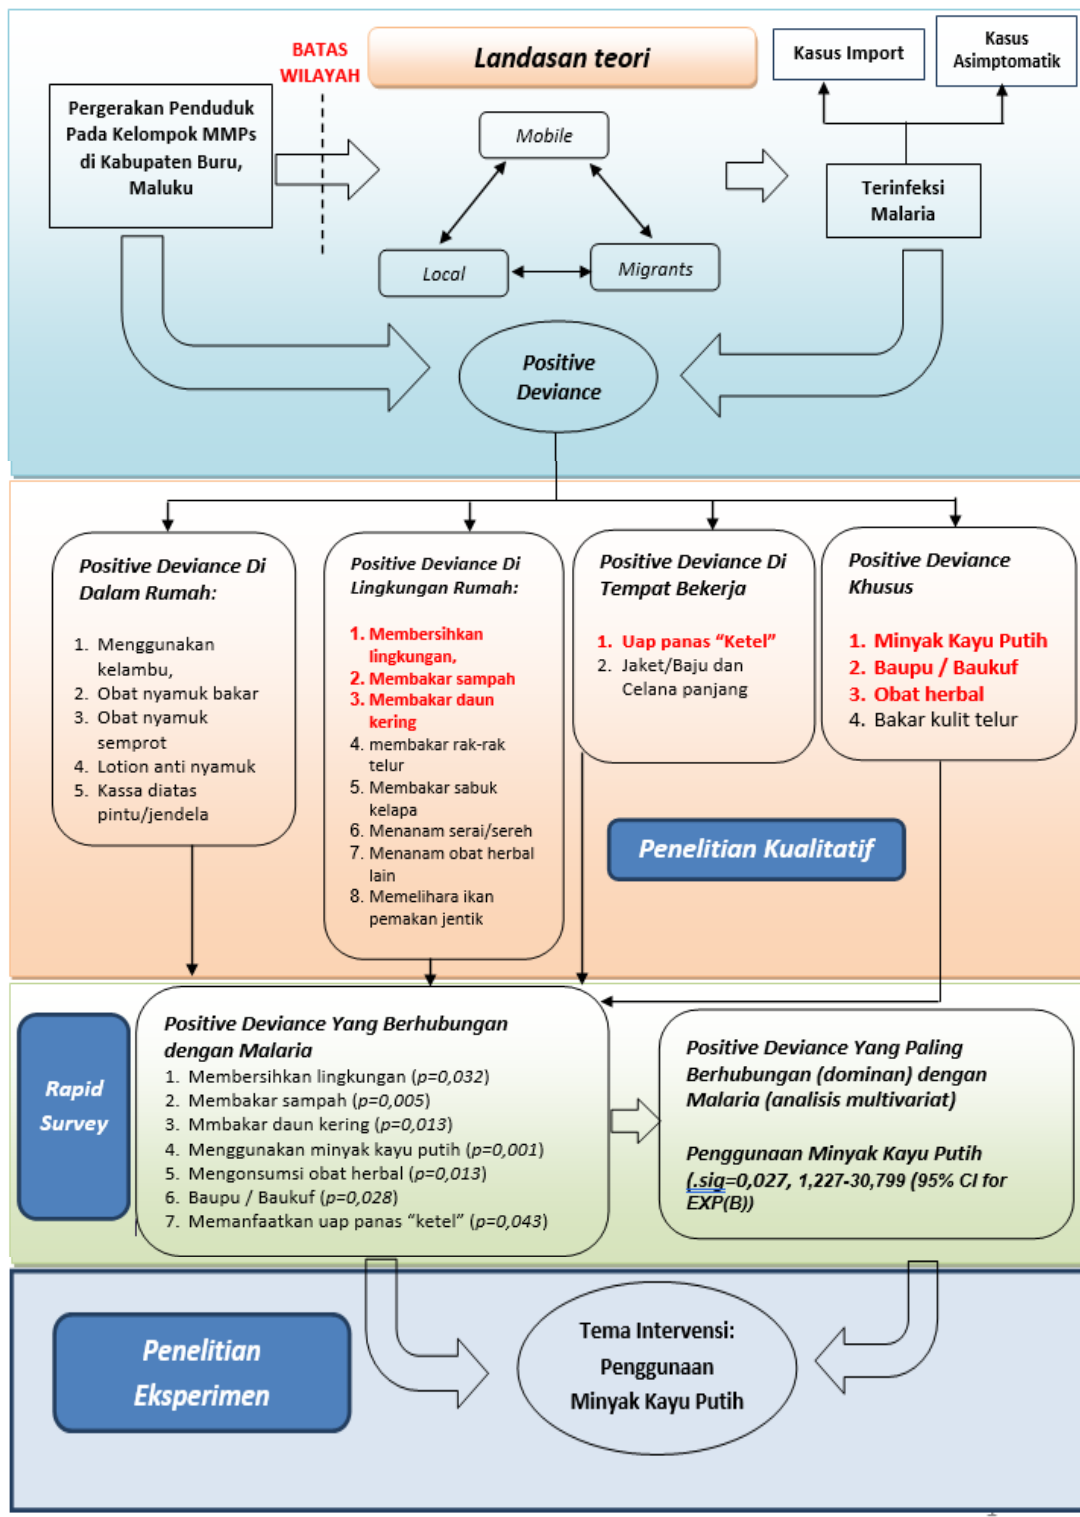 BATAS
WILAYAH
Landasan teori
Kasus Import
Kasus
Asimptomatik
Pergerakan Penduduk
Pada Kelompok MMPs
di Kabupaten Buru,
Maluku
Mobile
Local
Migrants
Terinfeksi
Malaria
Positive
Deviance
Positive Deviance Di
Dalam Rumah:
1. Menggunakan
kelambu,
2. Obat nyamuk bakar
3. Obat nyamuk
semprot
4. Lotion anti nyamuk
5. Kassa diatas
pintu/jendela
Positive Deviance Di
Lingkungan Rumah:
1. Membersihkan
lingkungan,
2. Membakar sampah
3. Membakar daun
kering
4. membakar rak-rak
telur
5. Membakar sabuk
kelapa
6. Menanam serai/sereh
7. Menanam obat herbal
lain
8. Memelihara ikan
pemakan jentik
Positive Deviance Di
Tempat Bekerja
1. Uap panas “Ketel”
2. Jaket/Baju dan
Celana panjang
Positive Deviance
Khusus
1. Minyak Kayu Putih
2. Baupu / Baukuf
3. Obat herbal
4. Bakar kulit telur
Penelitian Kualitatif
Rapid
Survey
Positive Deviance Yang Berhubungan
dengan Malaria
1. Membersihkan lingkungan (p=0,032)
2. Membakar sampah (p=0,005)
3. Mmbakar daun kering (p=0,013)
4. Menggunakan minyak kayu putih (p=0,001)
5. Mengonsumsi obat herbal (p=0,013)
6. Baupu / Baukuf (p=0,028)
7. Memanfaatkan uap panas “ketel” (p=0,043)
Positive Deviance Yang Paling
Berhubungan (dominan) dengan
Malaria (analisis multivariat)
Penggunaan Minyak Kayu Putih
(.sig=0,027, 1,227-30,799 (95% CI for
EXP(B))
Penelitian
Eksperimen
Tema Intervensi:
Penggunaan
Minyak Kayu Putih